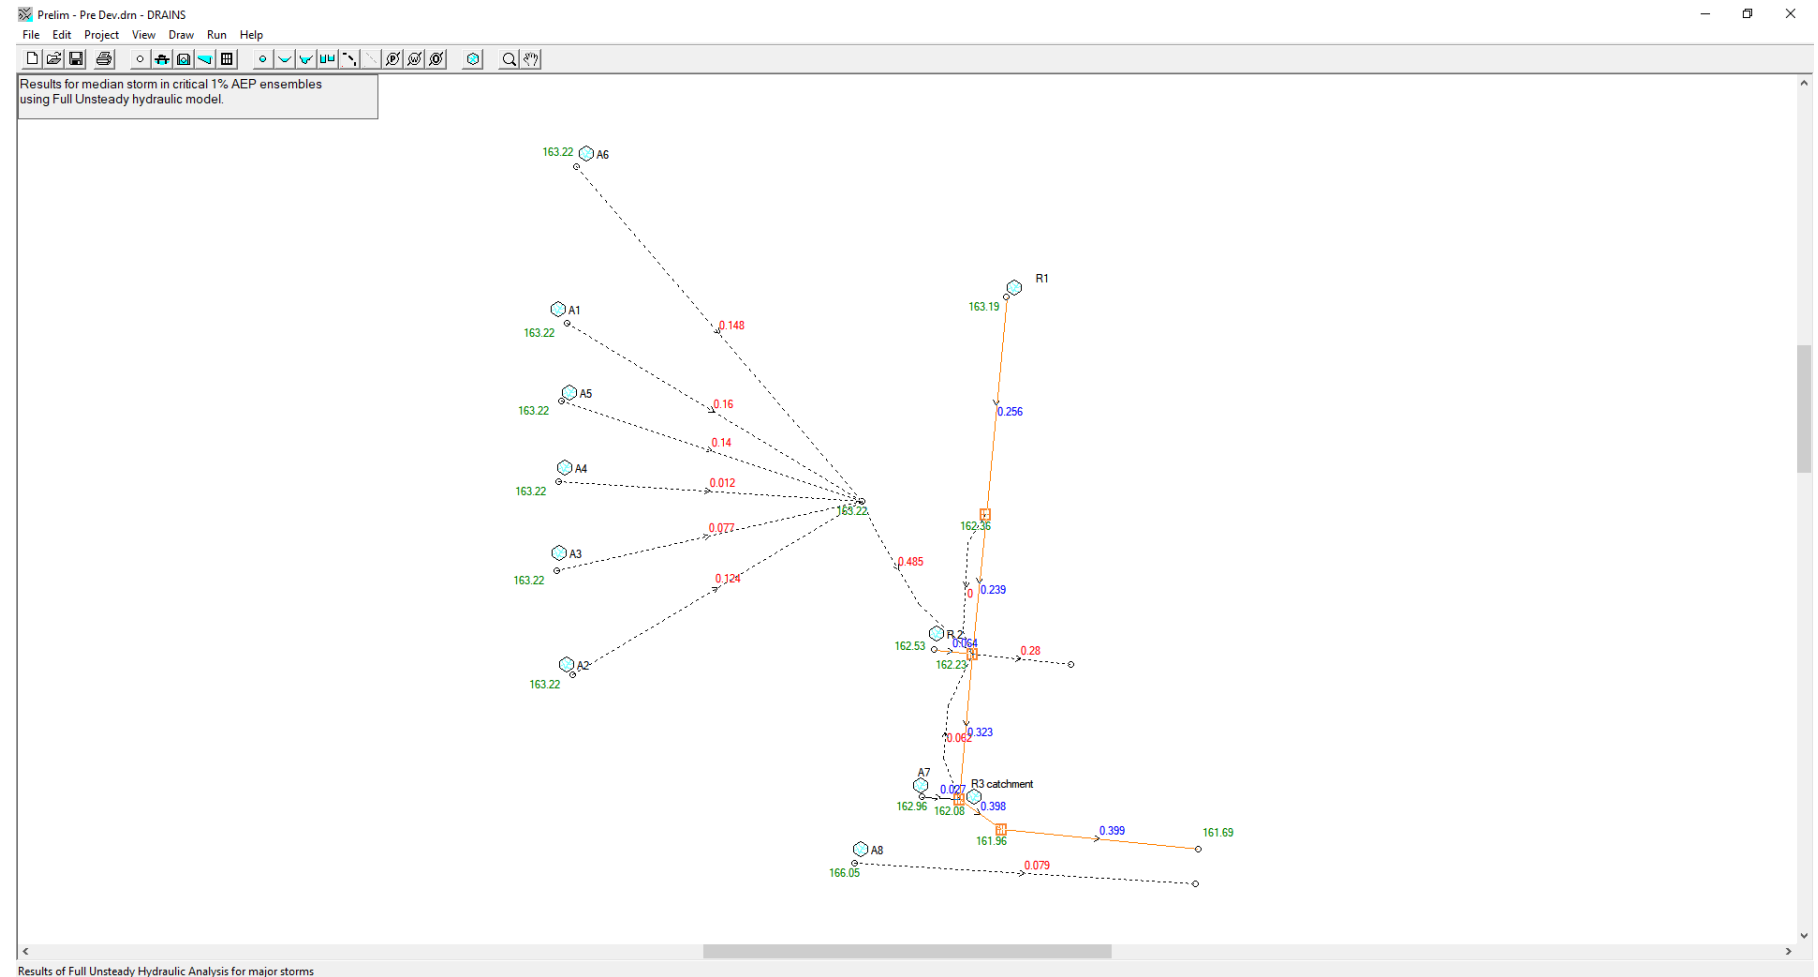 Prelim - Pre Dev.drn - DRAINS
File Edit Project View Draw Run Help
Results for median storm in critical 1% AEP ensembles
using Full Unsteady hydraulic model.
163.22 A6
R1
163.19
A1
163.22
0.148
A5
163.22
0.16
0.256
0.14
A4
163.22
0.012
163.22
162.36
0.077
A3
163.22
0.485
0.124
0.239
0
R 2
162.53
0.064
162.23
0.28
A2
163.22
0.323
0.062
A7
R3 catchment
0.027
162.96
162.08
0.398
0.399
161.69
161.96
A8
166.05
0.079
Results of Full Unsteady Hydraulic Analysis for major storms